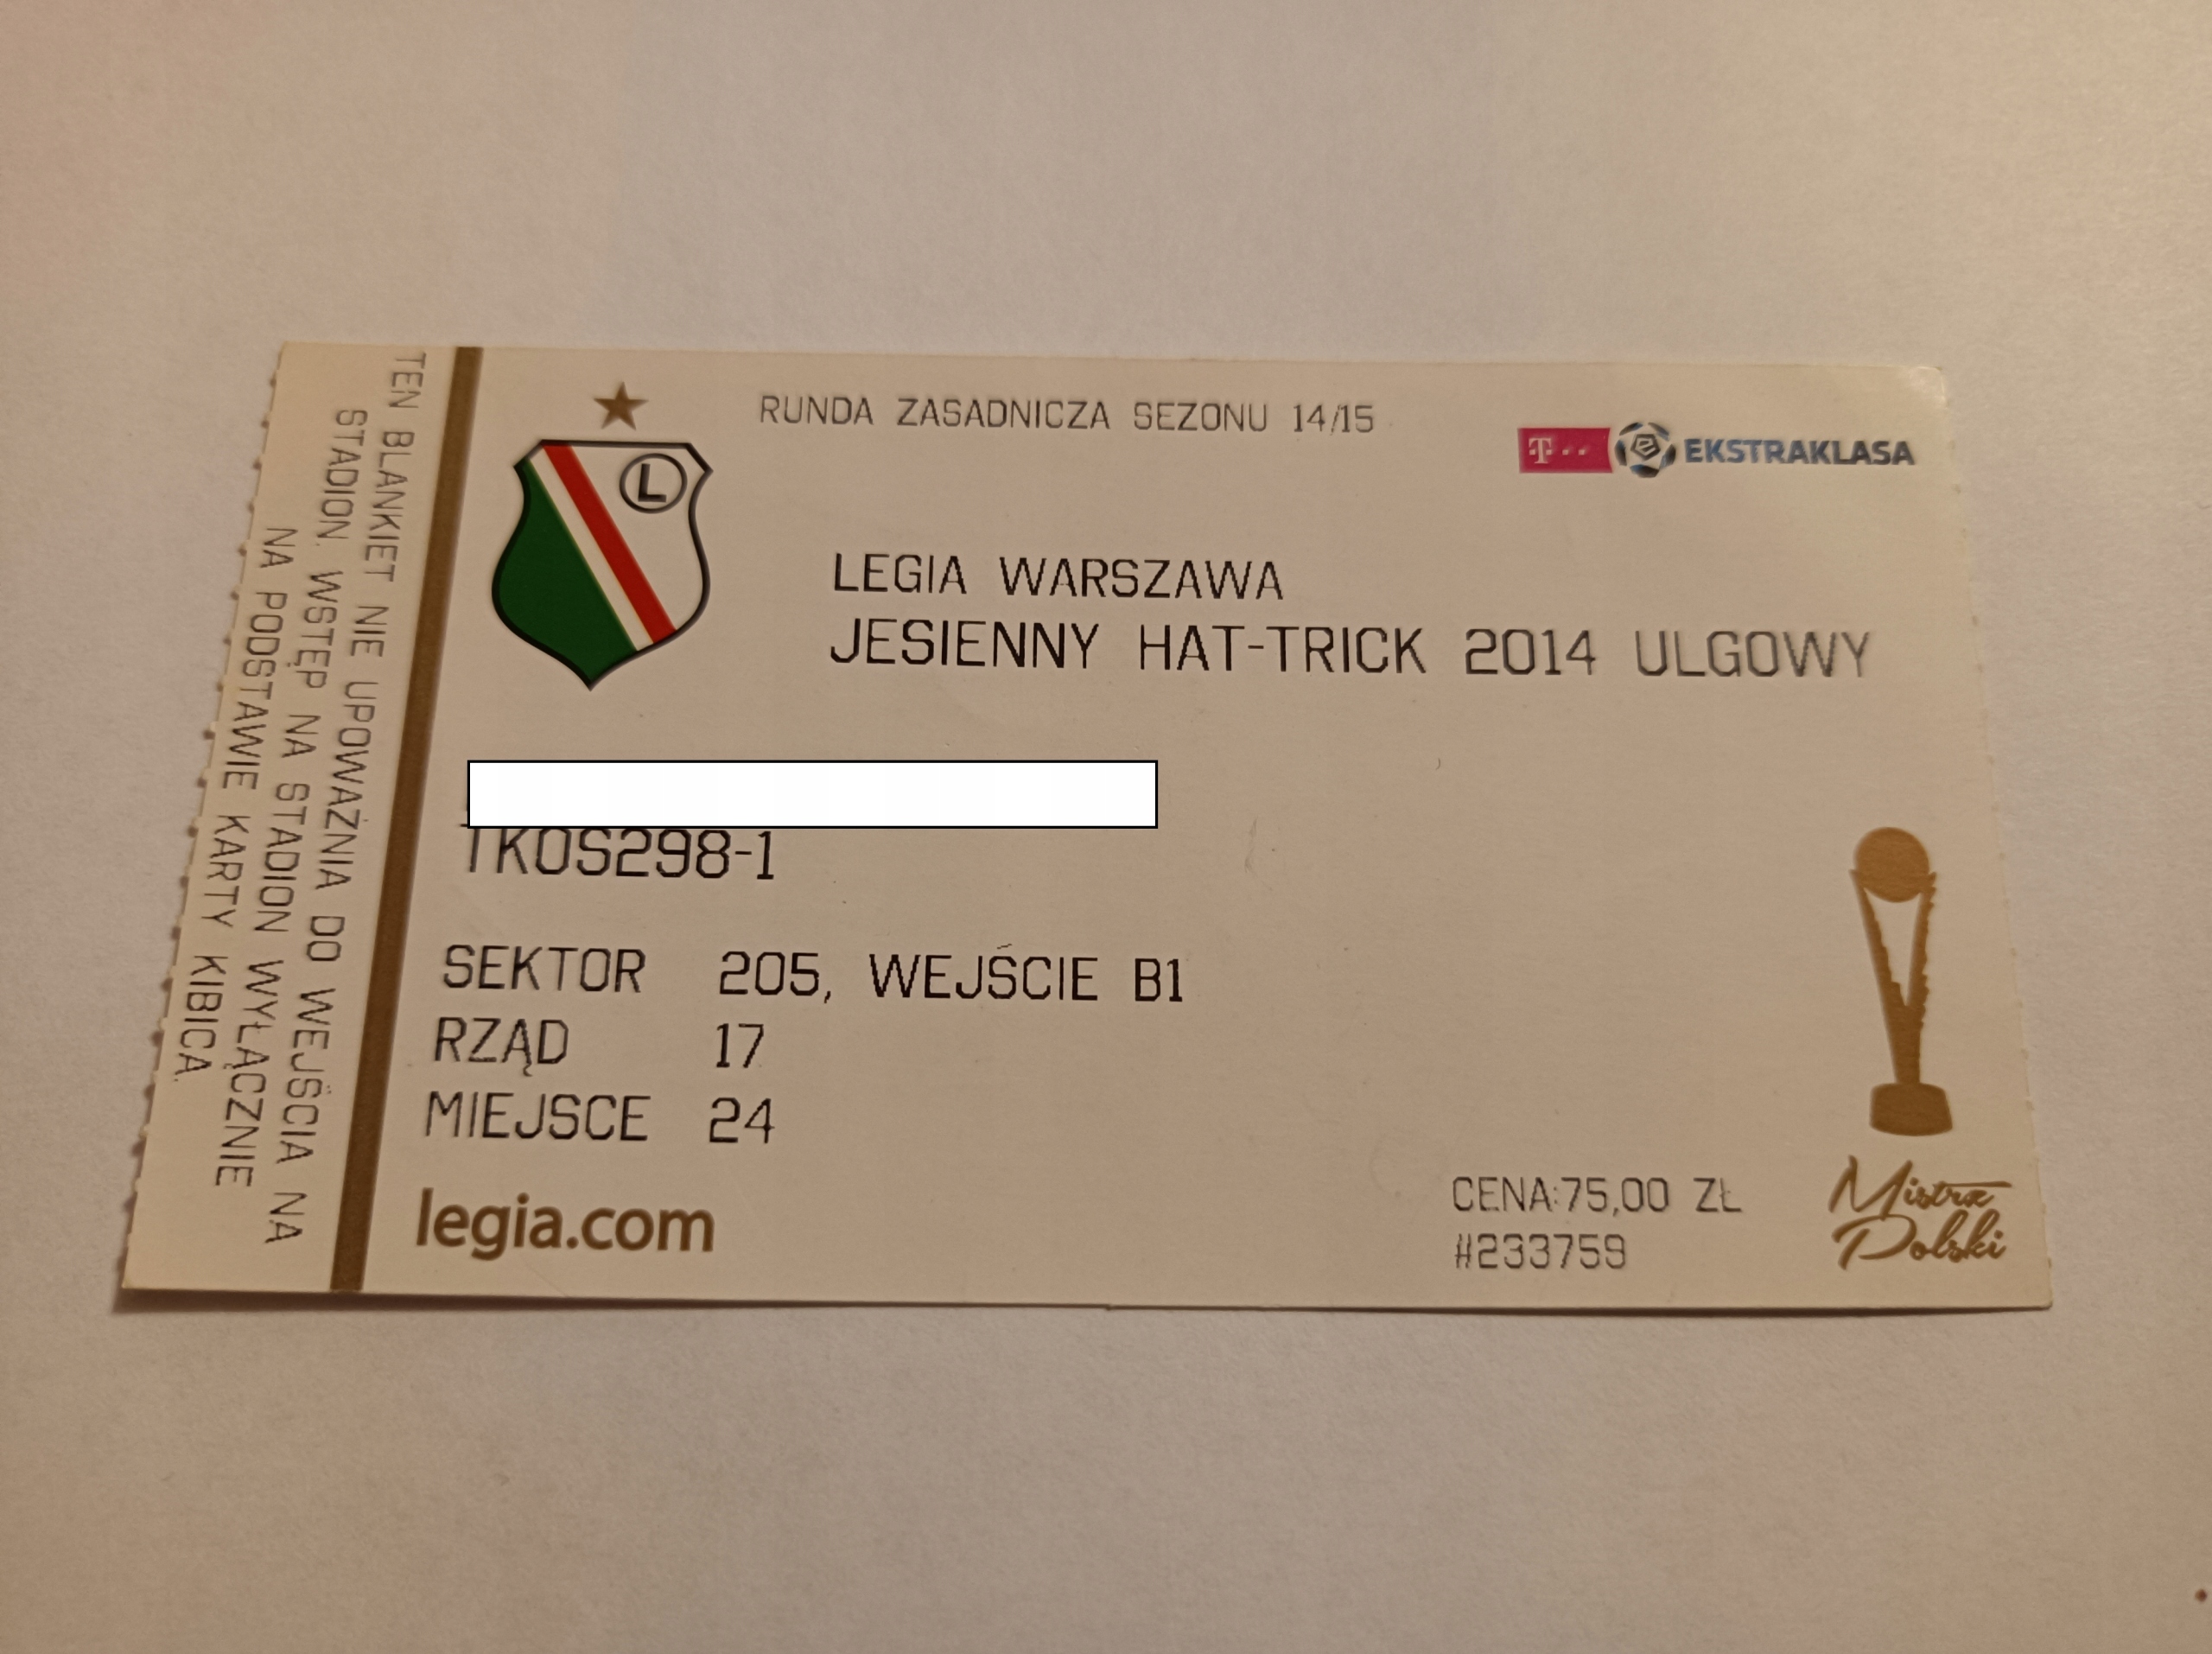 TEN BLANKIET NIE UPOWAŻNIA DO WEJŚCIA NA
STADION. WSTĘP NA STADION WYŁĄCZNIE
NA PODSTAWIE KARTY KIBICA.
RUNDA ZASADNICZA SEZONU 14/15
T·· EKSTRAKLASA
L
LEGIA WARSZAWA
JESIENNY HAT-TRICK 2014 ULGOWY
TKOS298-1
SEKTOR 205, WEJŚCIE B1
RZĄD 17
MIEJSCE 24
legia.com
CENA:75,00 ZŁ
#233759
Mistrz
Polski